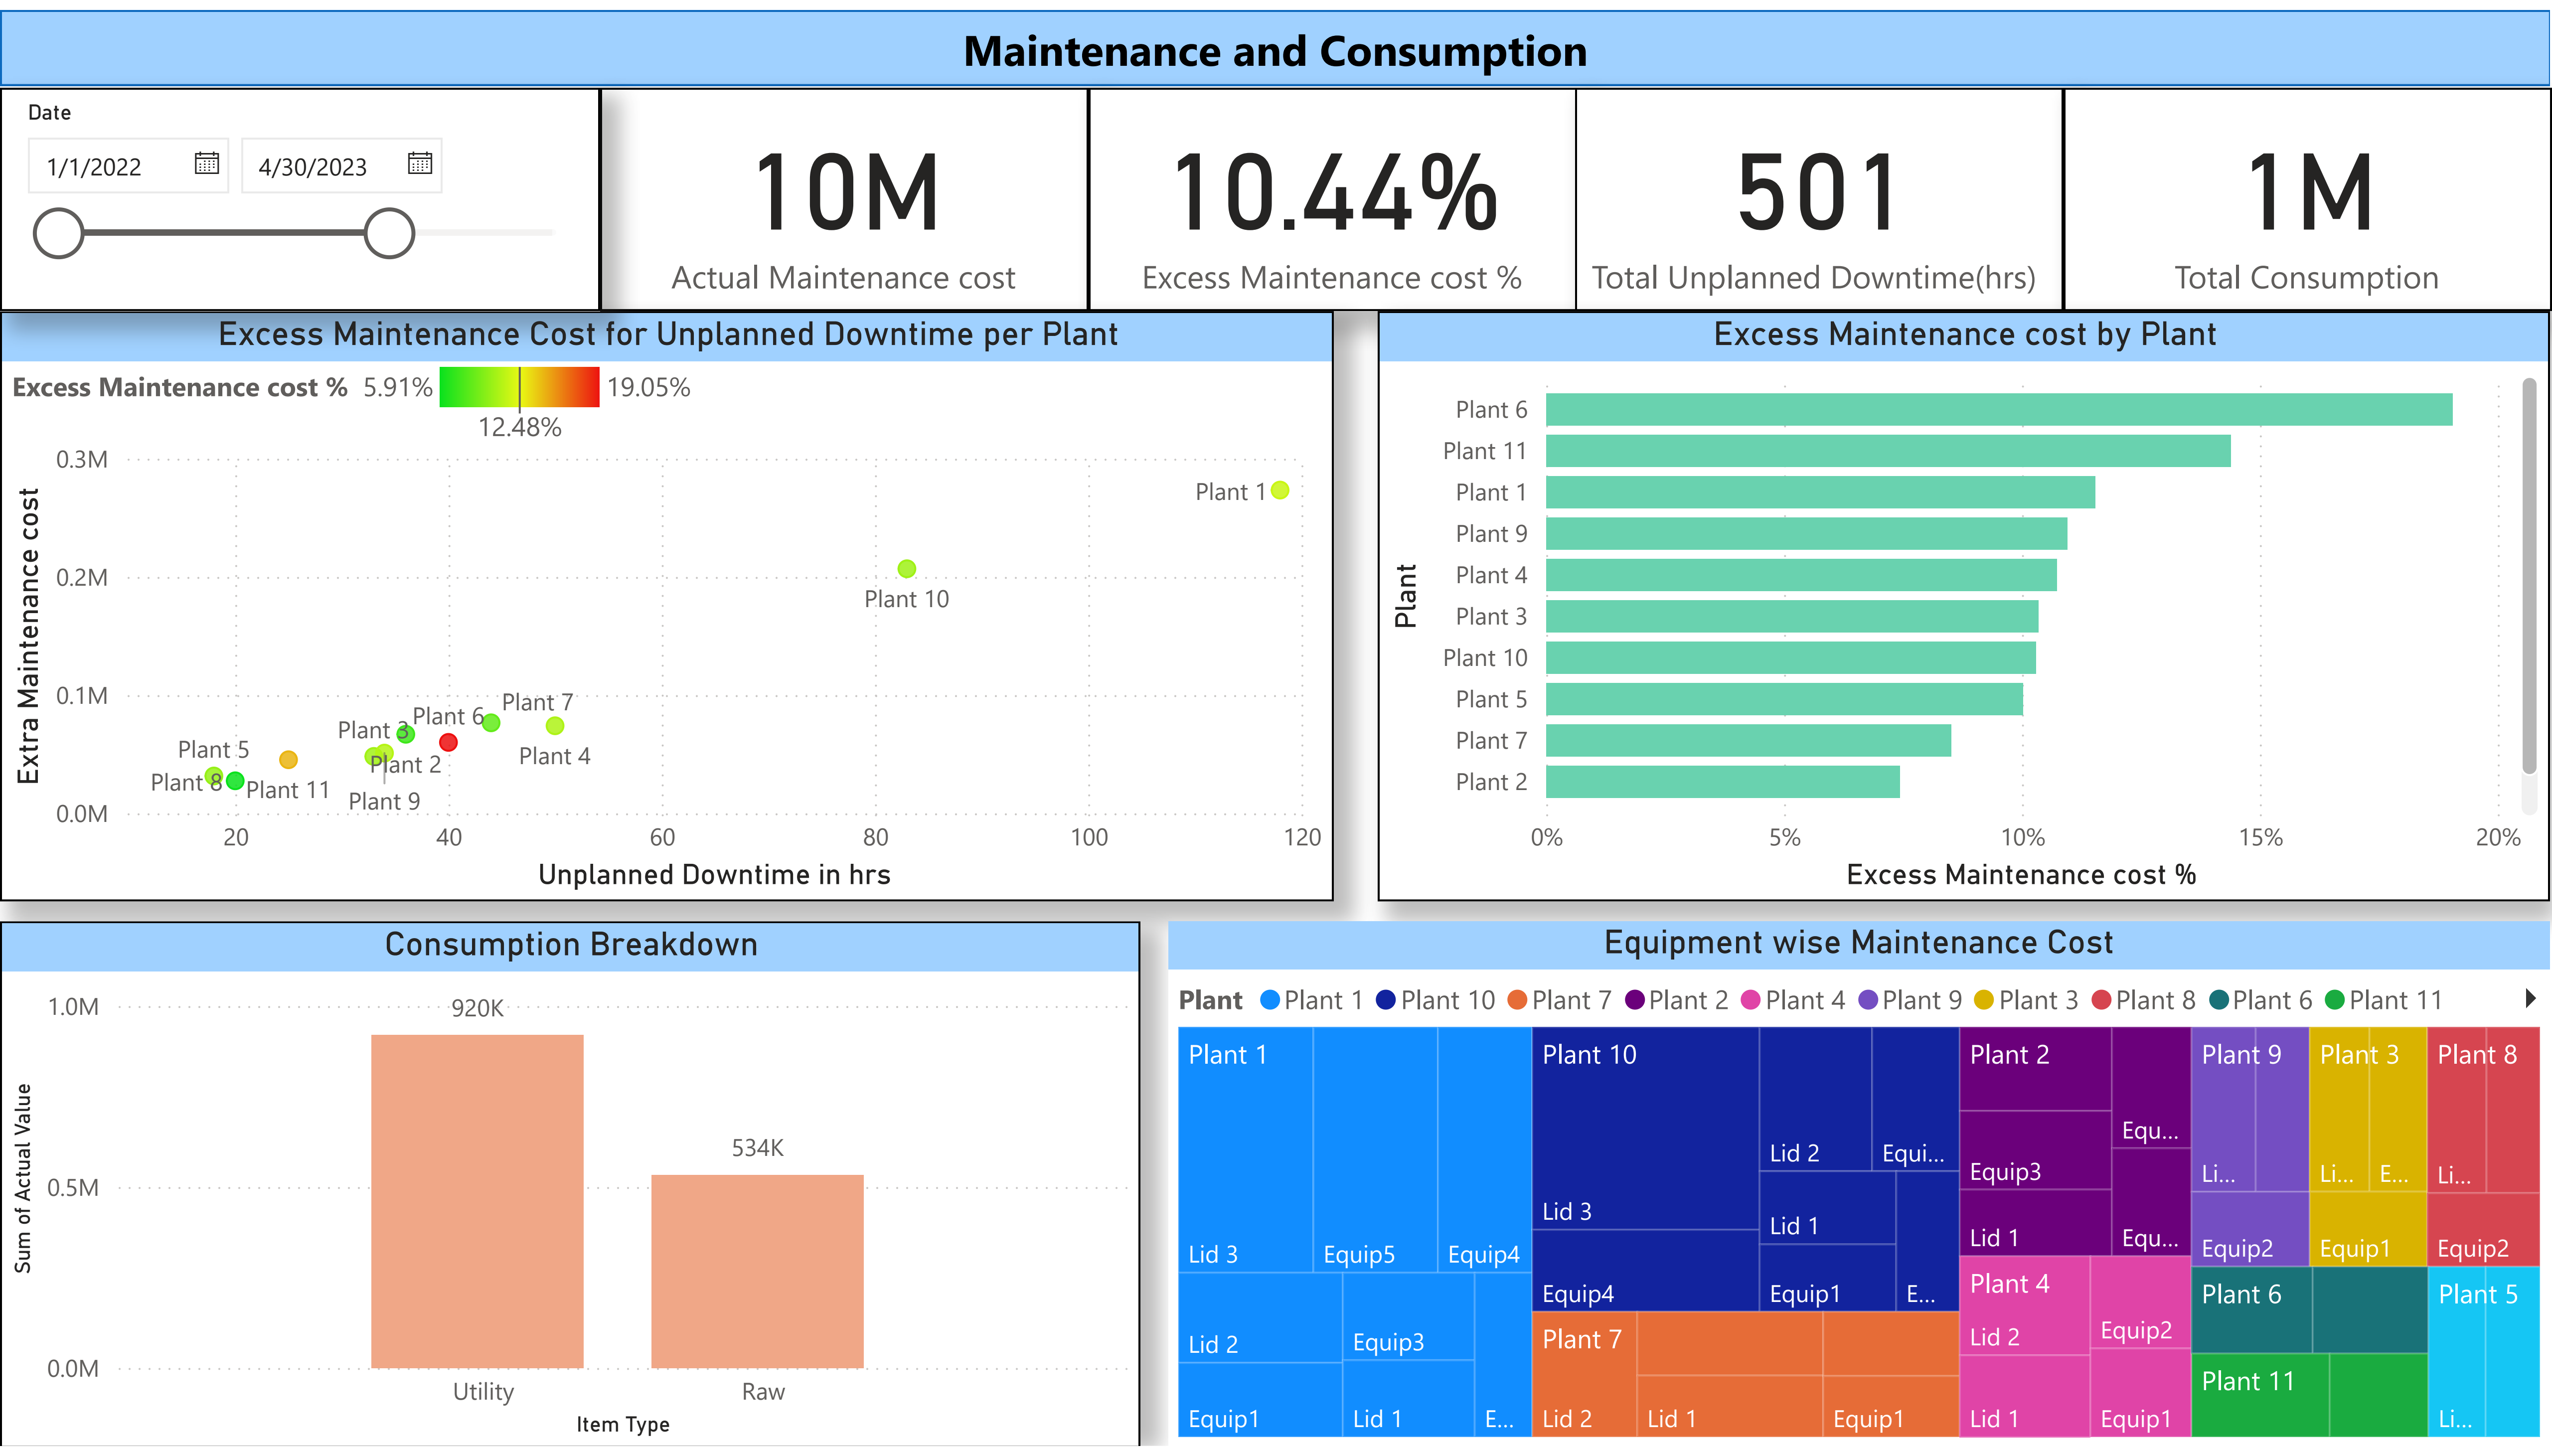 Maintenance and Consumption
Date
1/1/2022
4/30/2023
10M
Actual Maintenance cost
10.44%
Excess Maintenance cost %
501
Total Unplanned Downtime(hrs)
1M
Total Consumption
Excess Maintenance Cost for Unplanned Downtime per Plant
Excess Maintenance cost % 5.91% 19.05%
12.48%
Extra Maintenance cost
0.3M
0.2M
0.1M
0.0M
Plant 1
Plant 10
Plant 7
Plant 6
Plant 3
Plant 4
Plant 5
Plant 2
Plant 8
Plant 11
Plant 9
20 40 60 80 100 120
Unplanned Downtime in hrs
Excess Maintenance cost by Plant
Plant
Plant 6
Plant 11
Plant 1
Plant 9
Plant 4
Plant 3
Plant 10
Plant 5
Plant 7
Plant 2
0% 5% 10% 15% 20%
Excess Maintenance cost %
Consumption Breakdown
Sum of Actual Value
1.0M
0.5M
0.0M
920K
534K
Utility Raw
Item Type
Equipment wise Maintenance Cost
Plant Plant 1 Plant 10 Plant 7 Plant 2 Plant 4 Plant 9 Plant 3 Plant 8 Plant 6 Plant 11
Plant 1
Lid 3 Equip5 Equip4
Lid 2 Equip3
Equip1 Lid 1 E...
Plant 10
Lid 2 Equi...
Lid 3
Lid 1
Equip4 Equip1 E...
Plant 7
Lid 2 Lid 1 Equip1
Plant 2
Equ...
Equip3
Lid 1 Equ...
Plant 4
Lid 2 Equip2
Lid 1 Equip1
Plant 9
Li...
Equip2
Plant 3
Li... E...
Equip1
Plant 8
Li...
Equip2
Plant 6
Plant 11
Plant 5
Li...